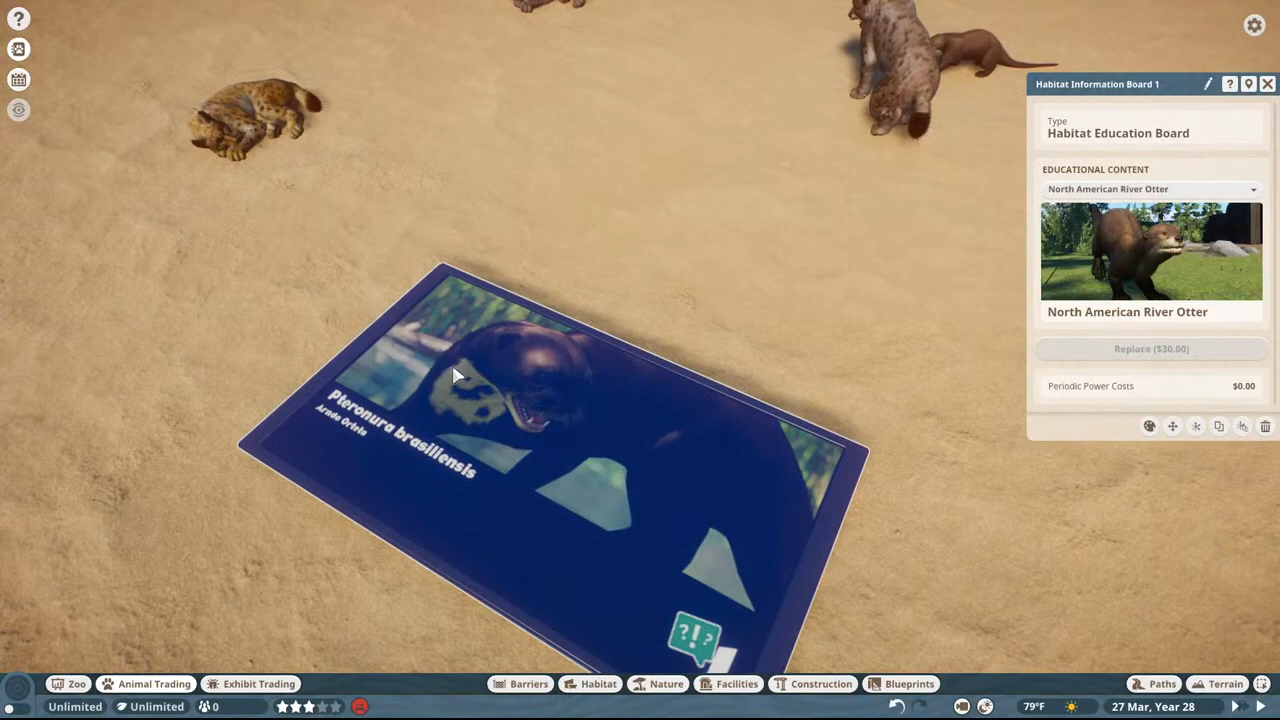 ?
Habitat Information Board 1
?
Type
Habitat Education Board
EDUCATIONAL CONTENT
North American River Otter
North American River Otter
Replace ($30.00)
Periodic Power Costs $0.00
Pteronura brasiliensis
Arndo Ortela
?!?
Zoo
Animal Trading
Exhibit Trading
Barriers
Habitat
Nature
Facilities
Construction
Blueprints
Paths
Terrain
Unlimited
Unlimited
0
79°F
27 Mar, Year 28